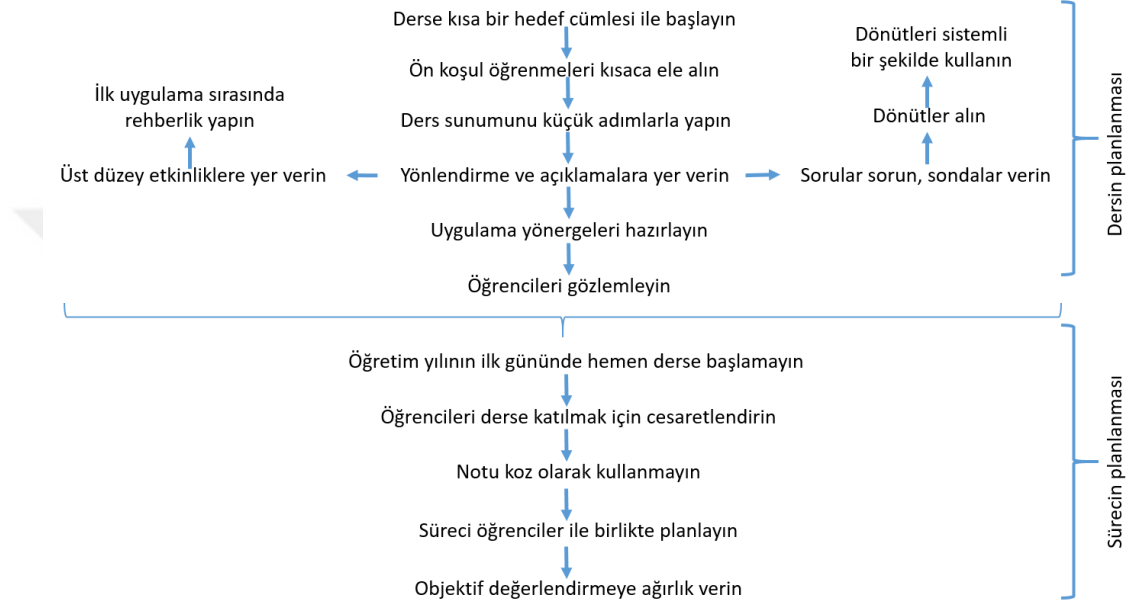 Derse kısa bir hedef cümlesi ile başlayın
Ön koşul öğrenmeleri kısaca ele alın
Ders sunumunu küçük adımlarla yapın
Yönlendirme ve açıklamalara yer verin
Üst düzey etkinliklere yer verin
İlk uygulama sırasında
rehberlik yapın
Sorular sorun, sondalar verin
Dönütler alın
Dönütleri sistemli
bir şekilde kullanın
Uygulama yönergeleri hazırlayın
Öğrencileri gözlemleyin
Dersin planlanması
Öğretim yılının ilk gününde hemen derse başlamayın
Öğrencileri derse katılmak için cesaretlendirin
Notu koz olarak kullanmayın
Süreci öğrenciler ile birlikte planlayın
Objektif değerlendirmeye ağırlık verin
Sürecin planlanması